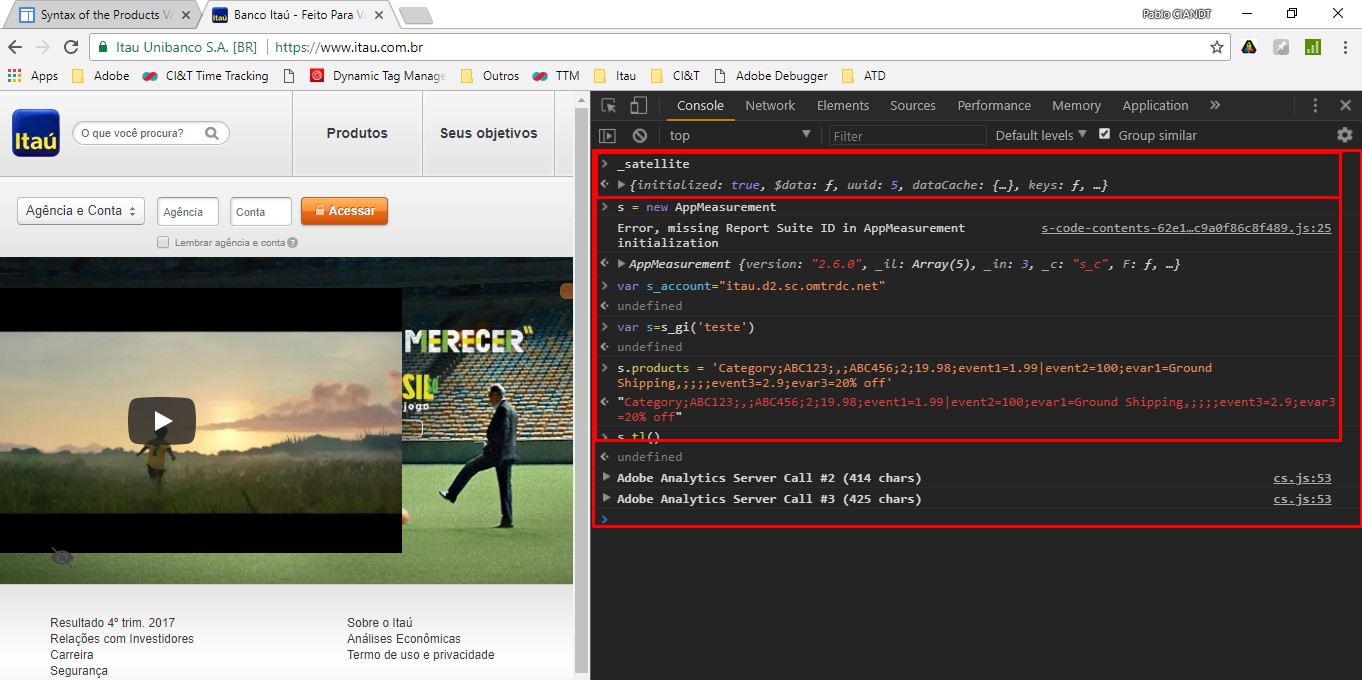 Syntax of the Products Va
Banco Itaú - Feito Para Vo
Pablo CIANDT
Itau Unibanco S.A. [BR]
https://www.itau.com.br
Apps
Adobe
CI&T Time Tracking
Dynamic Tag Manage
Outros
TTM
Itau
CI&T
Adobe Debugger
ATD
Itaú
O que você procura?
Produtos
Seus objetivos
Agência e Conta
Agência
Conta
Acessar
Lembrar agência e conta
?
MERECER"
SIL
jogo
Resultado 4º trim. 2017
Relações com Investidores
Carreira
Segurança
Sobre o Itaú
Análises Econômicas
Termo de uso e privacidade
Console
Network
Elements
Sources
Performance
Memory
Application
»
top
Filter
Default levels
Group similar
_satellite
{initialized: true, $data: ƒ, uuid: 5, dataCache: {…}, keys: ƒ, …}
s = new AppMeasurement
Error, missing Report Suite ID in AppMeasurement
s-code-contents-62e1…c9a0f86c8f489.js:25
initialization
AppMeasurement {version: "2.6.0", _il: Array(5), _in: 3, _c: "s_c", F: ƒ, …}
var s_account="itau.d2.sc.omtrdc.net"
undefined
var s=s_gi('teste')
undefined
s.products = 'Category;ABC123;,;ABC456;2;19.98;event1=1.99|event2=100;evar1=Ground
Shipping,;;;;event3=2.9;evar3=20% off'
"Category;ABC123;,;ABC456;2;19.98;event1=1.99|event2=100;evar1=Ground Shipping,;;;;event3=2.9;evar3
=20% off"
s.tl()
undefined
Adobe Analytics Server Call #2 (414 chars)
cs.js:53
Adobe Analytics Server Call #3 (425 chars)
cs.js:53